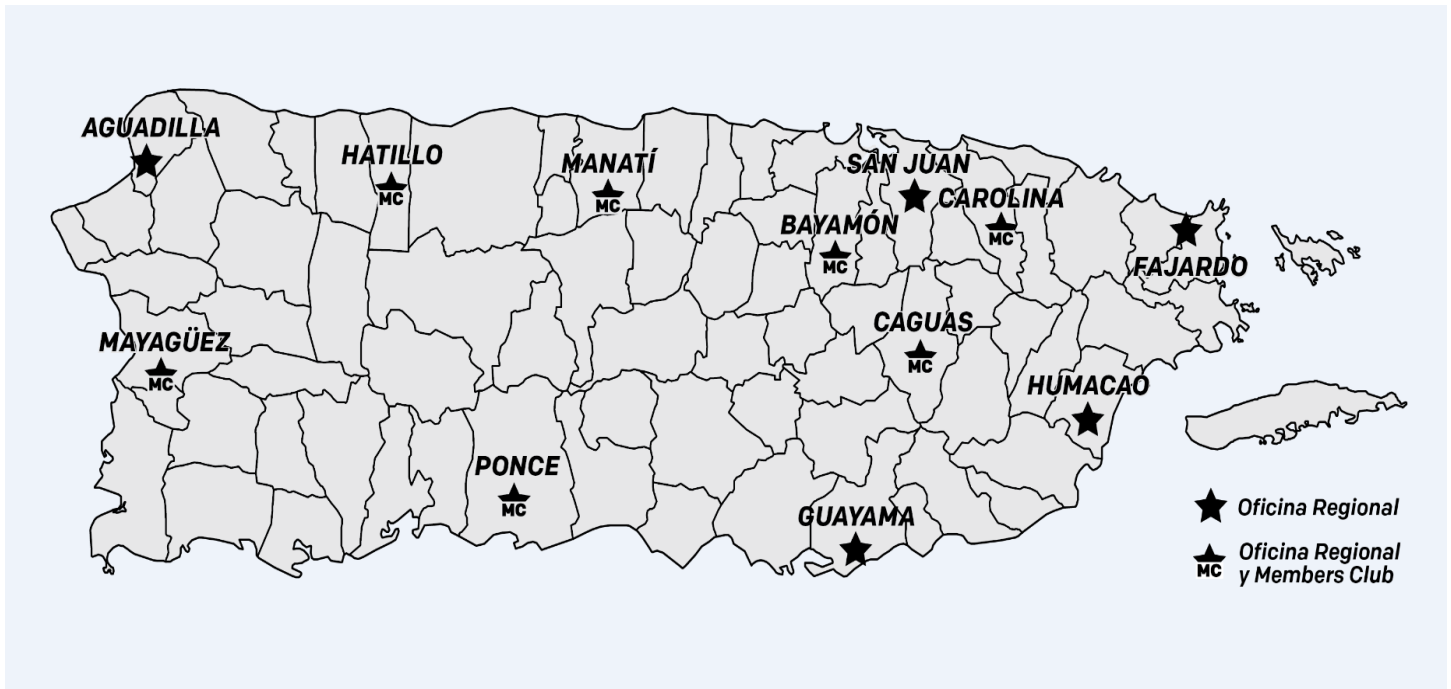 AGUADILLA
HATILLO
MC
MANATÍ
MC
SAN JUAN
CAROLINA
MC
BAYAMÓN
MC
FAJARDO
MAYAGÜEZ
MC
CAGUAS
MC
HUMACAO
PONCE
MC
GUAYAMA
Oficina Regional
MC
Oficina Regional
y Members Club